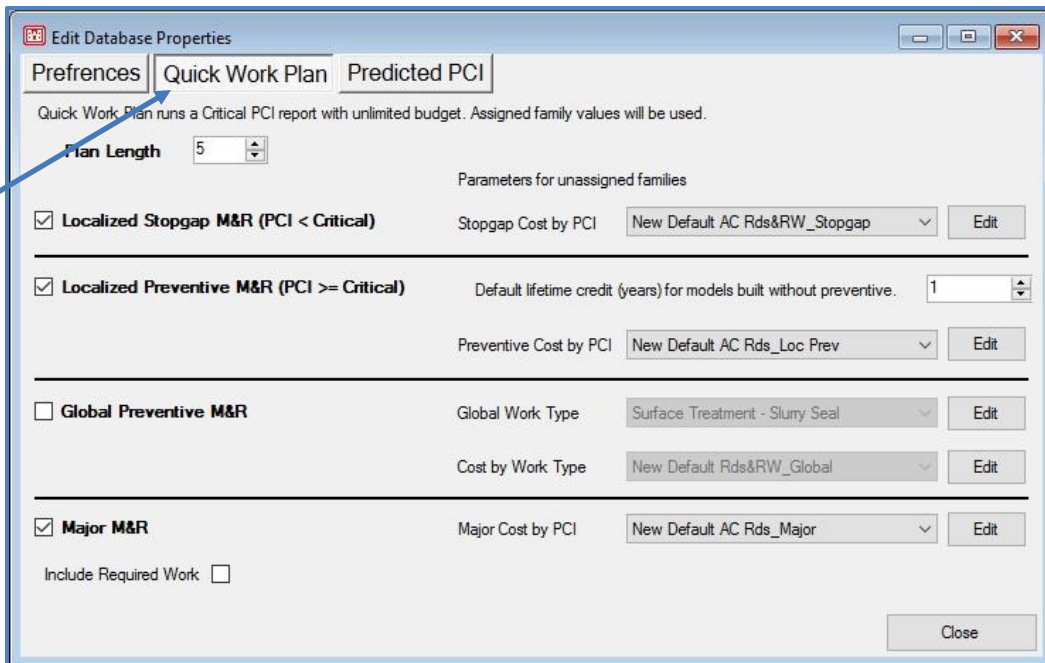 Edit Database Properties
Prefrences Quick Work Plan Predicted PCI
Quick Work Plan runs a Critical PCI report with unlimited budget. Assigned family values will be used.
Plan Length 5
Parameters for unassigned families
Localized Stopgap M&R (PCI < Critical) Stopgap Cost by PCI New Default AC Rds&RW_Stopgap Edit
Localized Preventive M&R (PCI >= Critical) Default lifetime credit (years) for models built without preventive. 1
Preventive Cost by PCI New Default AC Rds_Loc Prev Edit
Global Preventive M&R Global Work Type Surface Treatment - Slurry Seal Edit
Cost by Work Type New Default Rds&RW_Global Edit
Major M&R Major Cost by PCI New Default AC Rds_Major Edit
Include Required Work
Close